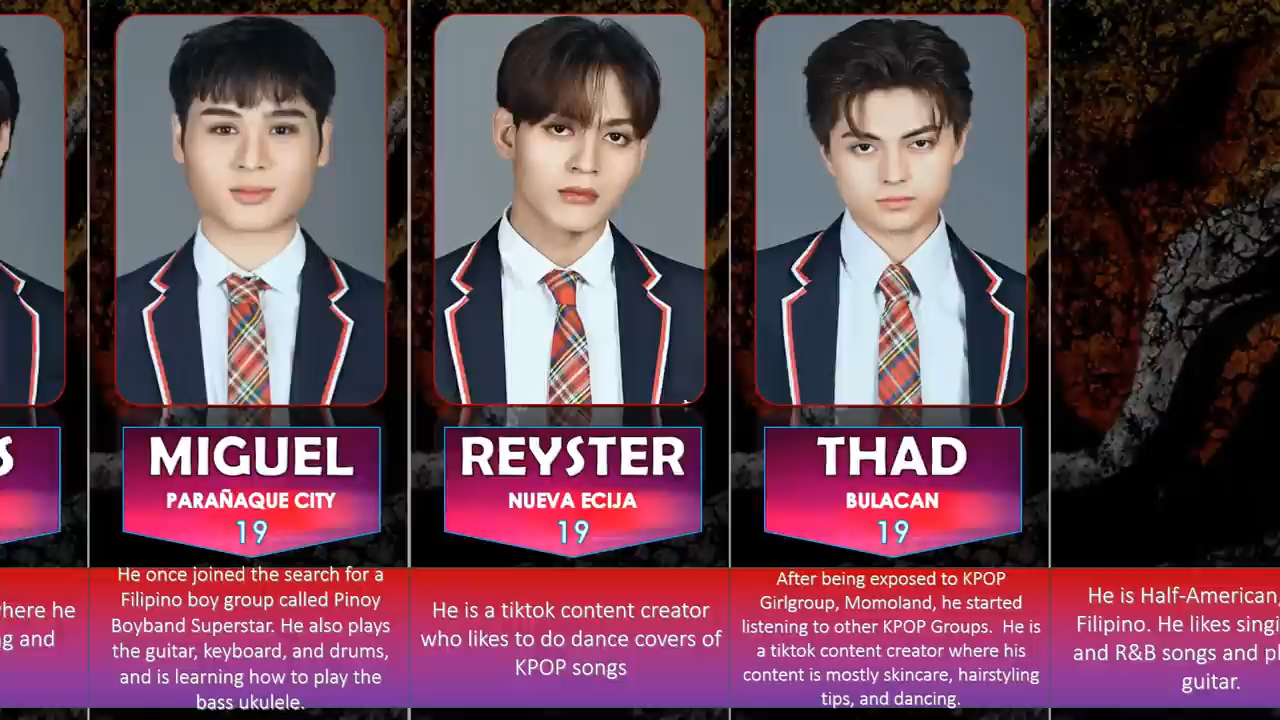 S
MIGUEL
PARAÑAQUE CITY
19
He once joined the search for a
Filipino boy group called Pinoy
Boyband Superstar. He also plays
the guitar, keyboard, and drums,
and is learning how to play the
bass ukulele.
REYSTER
NUEVA ECIJA
19
He is a tiktok content creator
who likes to do dance covers of
KPOP songs
THAD
BULACAN
19
After being exposed to KPOP
Girlgroup, Momoland, he started
listening to other KPOP Groups. He is
a tiktok content creator where his
content is mostly skincare, hairstyling
tips, and dancing.
He is Half-American,
Filipino. He likes singi
and R&B songs and pl
guitar.
here he
g and